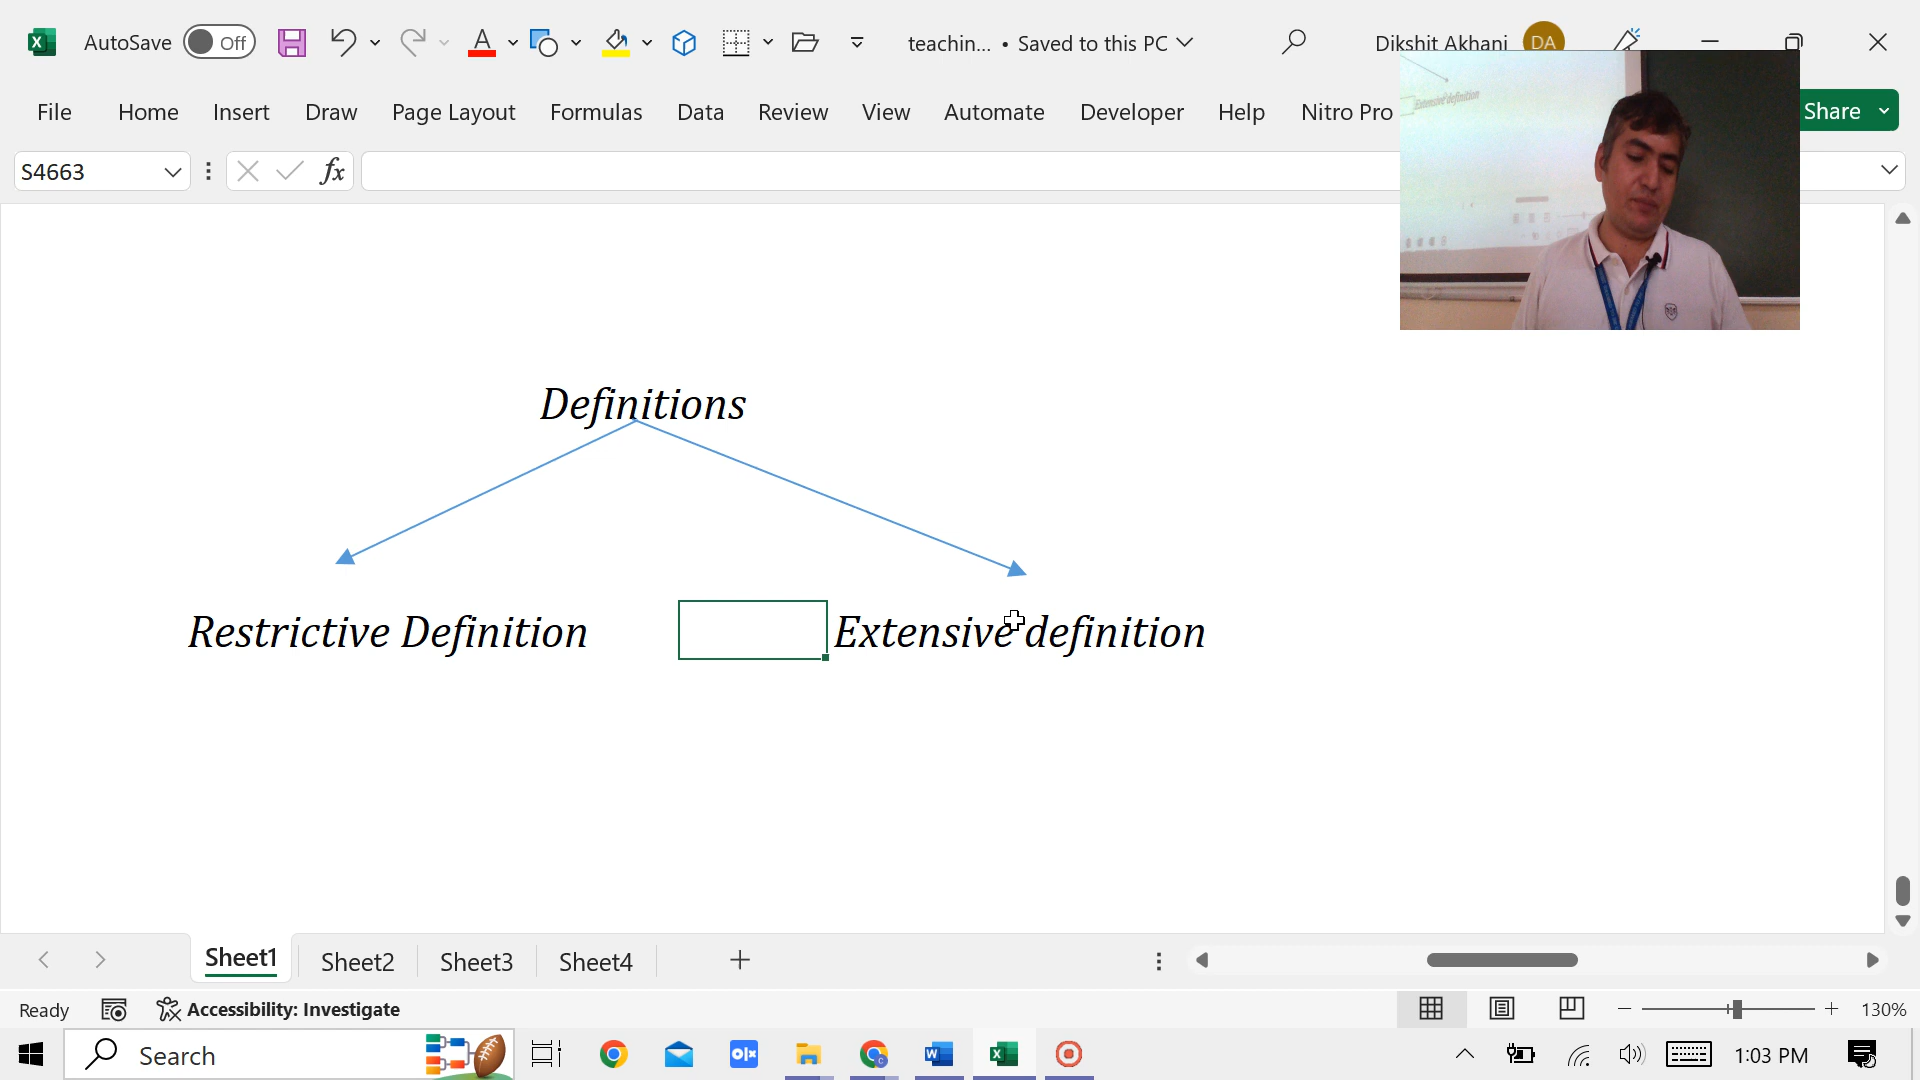 AutoSave Off teachin... • Saved to this PC Dikshit Akhani DA
File Home Insert Draw Page Layout Formulas Data Review View Automate Developer Help Nitro Pro Share
S4663 fx
Extensive definition
Definitions
Restrictive Definition Extensive definition
Sheet1 Sheet2 Sheet3 Sheet4
Ready Accessibility: Investigate 130%
Search 1:03 PM